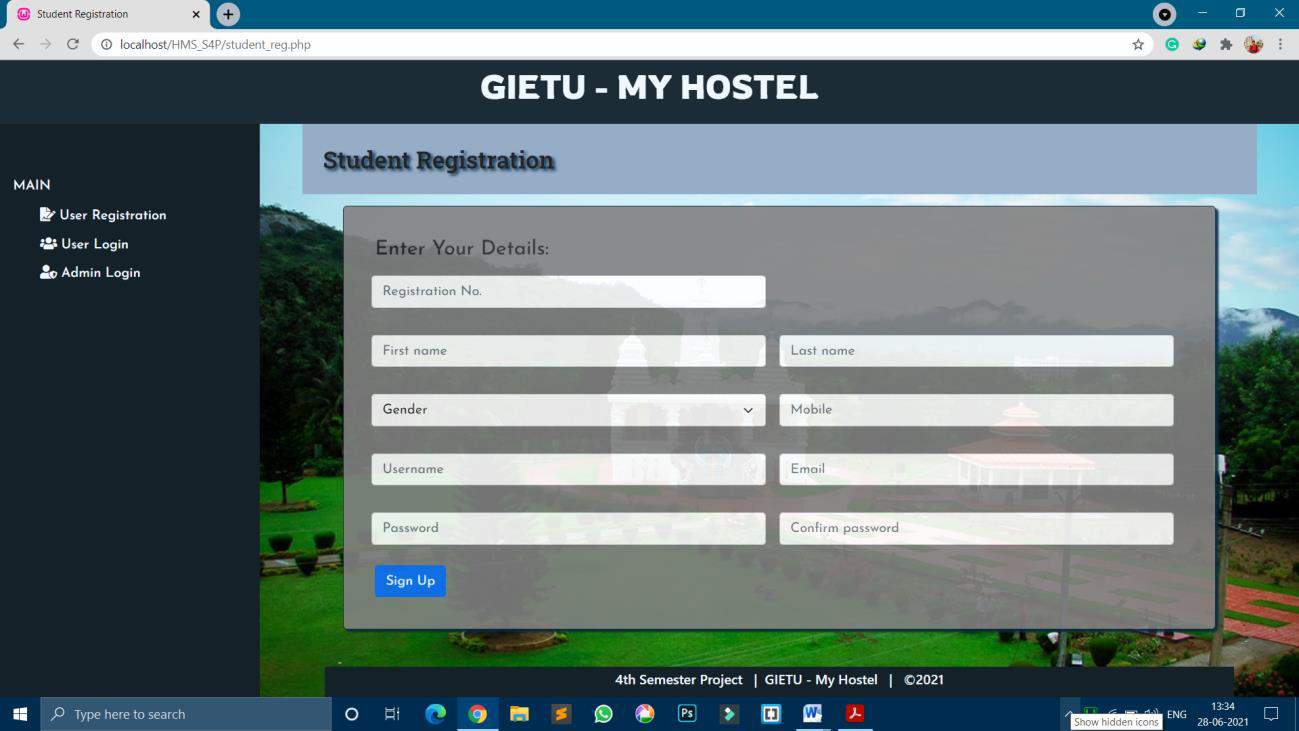 Student Registration
localhost/HMS_S4P/student_reg.php
GIETU - MY HOSTEL
Student Registration
MAIN
User Registration
User Login
Admin Login
Enter Your Details:
Registration No.
First name
Last name
Gender
Mobile
Username
Email
Password
Confirm password
Sign Up
4th Semester Project | GIETU - My Hostel | ©2021
Type here to search
Ps
W
ENG
13:34
28-06-2021
Show hidden icons